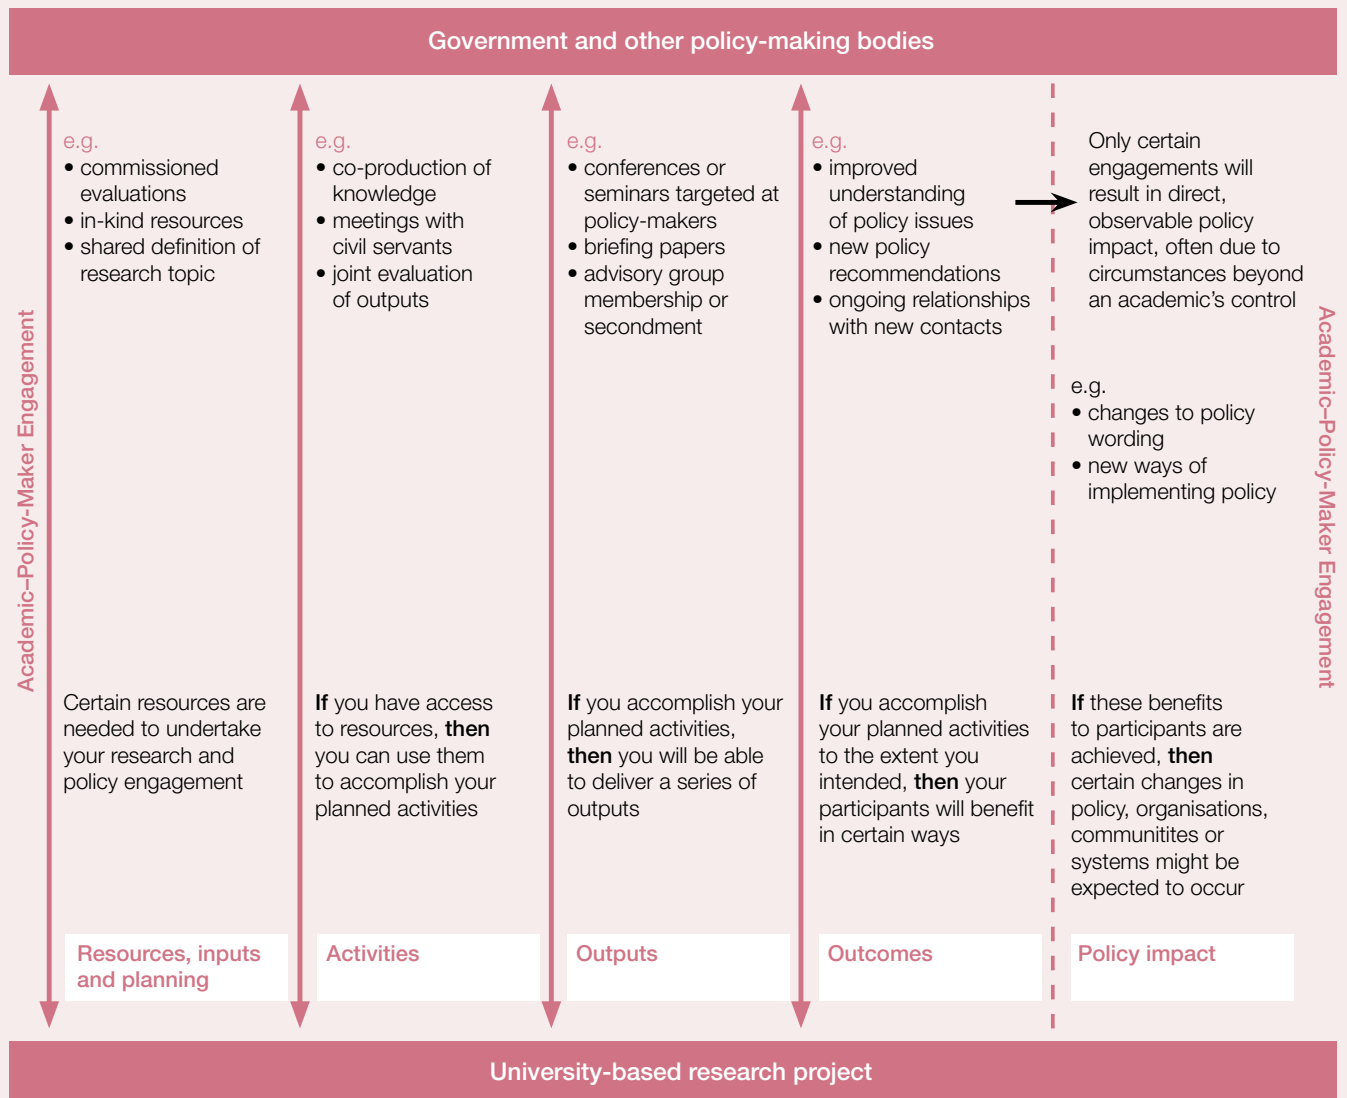 Government and other policy-making bodies
Academic–Policy-Maker Engagement
e.g.
• commissioned
evaluations
• in-kind resources
• shared definition of
research topic
Certain resources are
needed to undertake
your research and
policy engagement
Resources, inputs
and planning
e.g.
• co-production of
knowledge
• meetings with
civil servants
• joint evaluation
of outputs
If you have access
to resources, then
you can use them
to accomplish your
planned activities
Activities
e.g.
• conferences or
seminars targeted at
policy-makers
• briefing papers
• advisory group
membership or
secondment
If you accomplish your
planned activities,
then you will be able
to deliver a series of
outputs
Outputs
e.g.
• improved
understanding
of policy issues
• new policy
recommendations
• ongoing relationships
with new contacts
If you accomplish
your planned activities
to the extent you
intended, then your
participants will benefit
in certain ways
Outcomes
Only certain
engagements will
result in direct,
observable policy
impact, often due to
circumstances beyond
an academic’s control
e.g.
• changes to policy
wording
• new ways of
implementing policy
If these benefits
to participants are
achieved, then
certain changes in
policy, organisations,
communitites or
systems might be
expected to occur
Policy impact
Academic–Policy-Maker Engagement
University-based research project